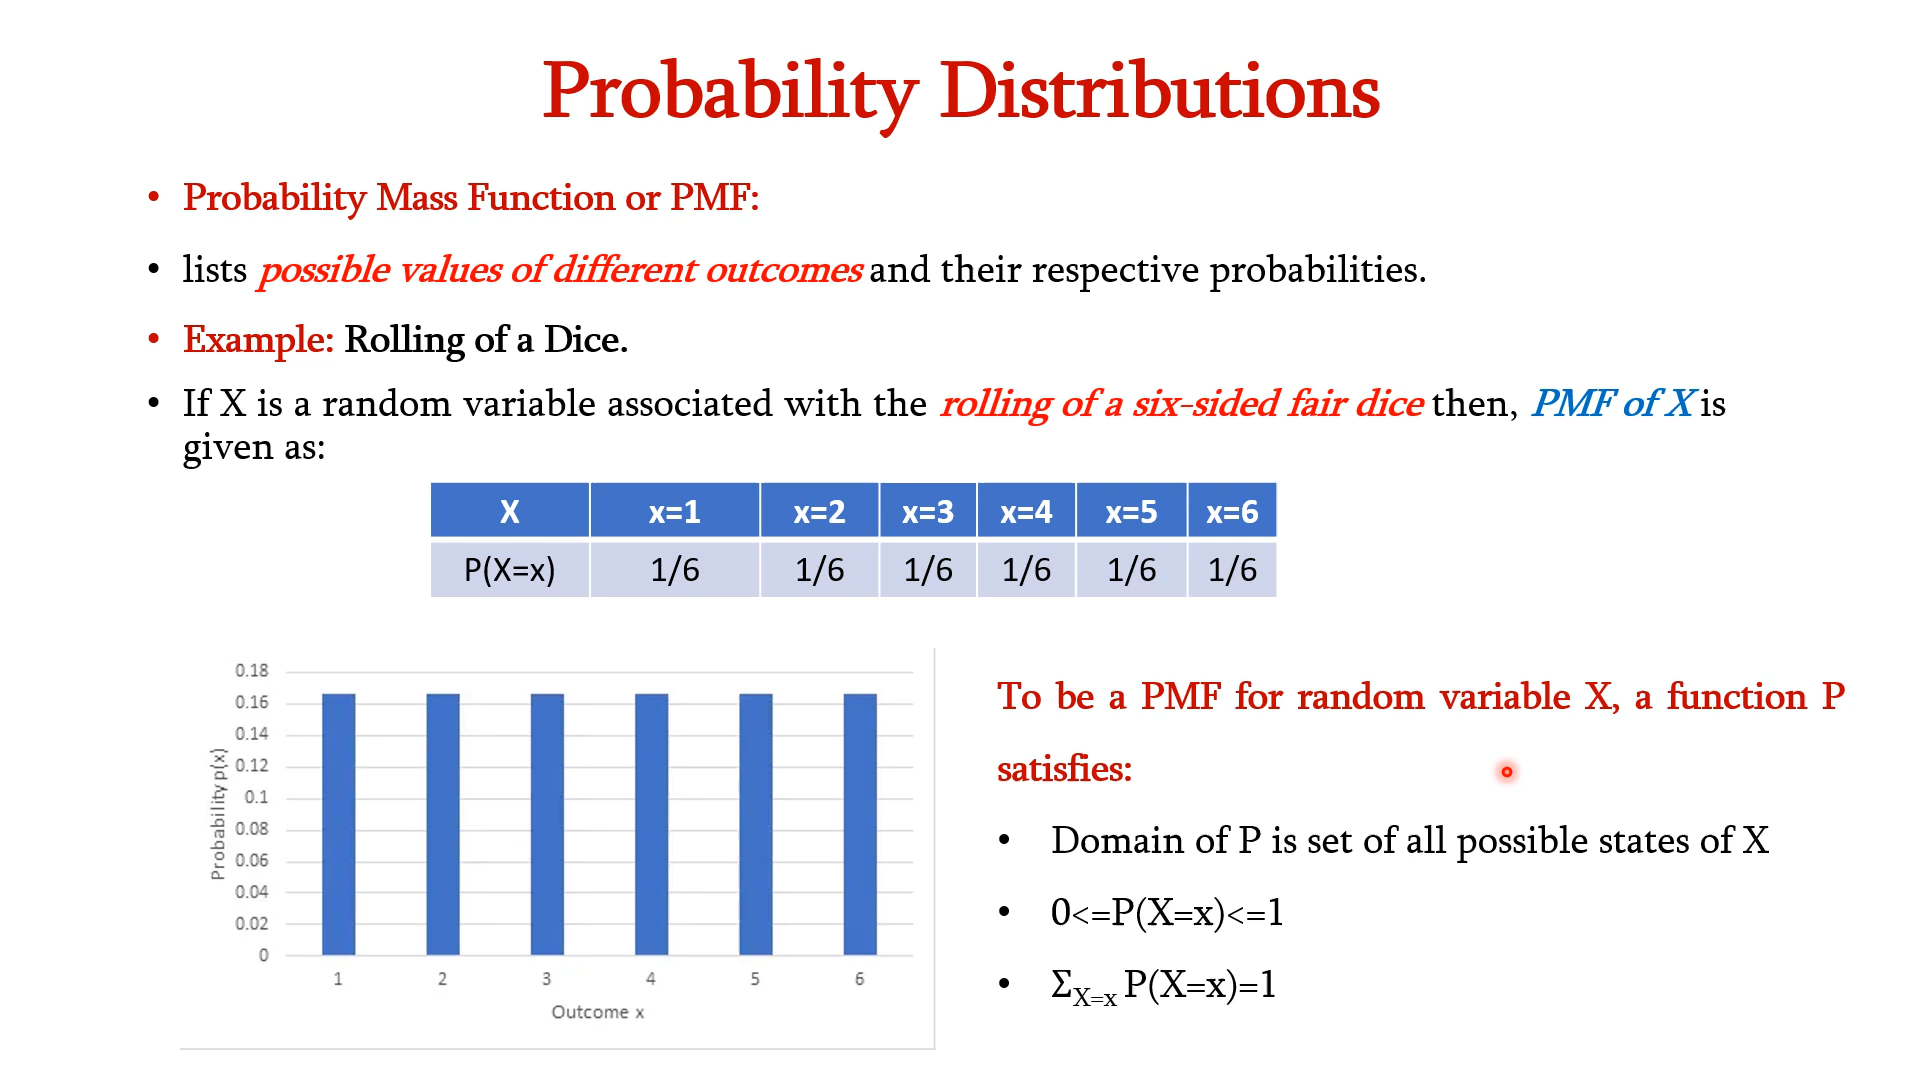 Probability Distributions
• Probability Mass Function or PMF:
• lists possible values of different outcomes and their respective probabilities.
• Example: Rolling of a Dice.
• If X is a random variable associated with the rolling of a six-sided fair dice then, PMF of X is
given as:
X x=1 x=2 x=3 x=4 x=5 x=6
P(X=x) 1/6 1/6 1/6 1/6 1/6 1/6
Probability p(x)
0.18
0.16
0.14
0.12
0.1
0.08
0.06
0.04
0.02
0
1 2 3 4 5 6
Outcome x
To be a PMF for random variable X, a function P
satisfies:
• Domain of P is set of all possible states of X
• 0<=P(X=x)<=1
• ΣX=x P(X=x)=1